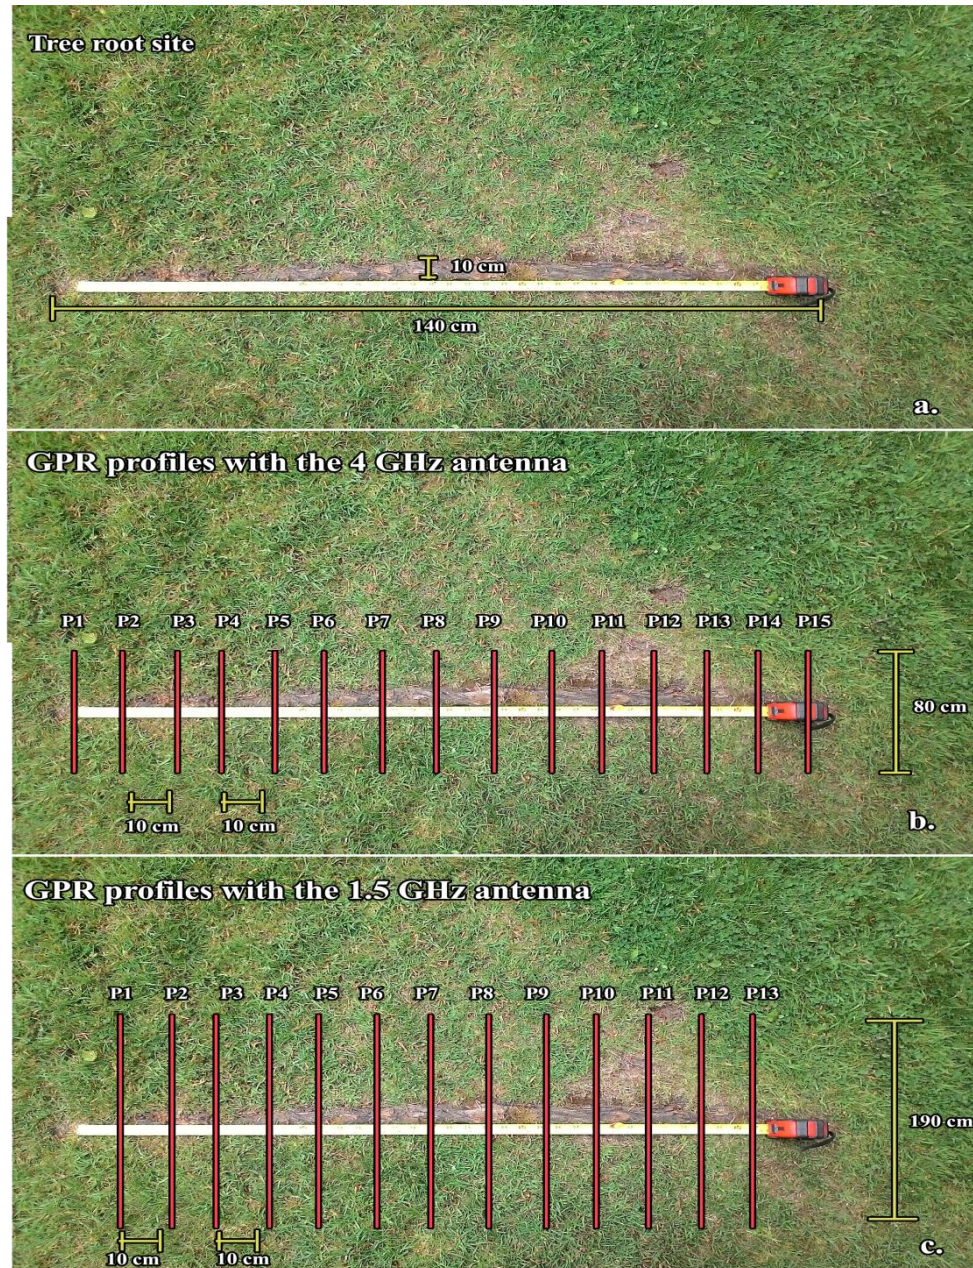 Tree root site
10 cm
140 cm
a.
GPR profiles with the 4 GHz antenna
P1 P2 P3 P4 P5 P6 P7 P8 P9 P10 P11 P12 P13 P14 P15
80 cm
10 cm 10 cm
b.
GPR profiles with the 1.5 GHz antenna
P1 P2 P3 P4 P5 P6 P7 P8 P9 P10 P11 P12 P13
190 cm
10 cm 10 cm
c.